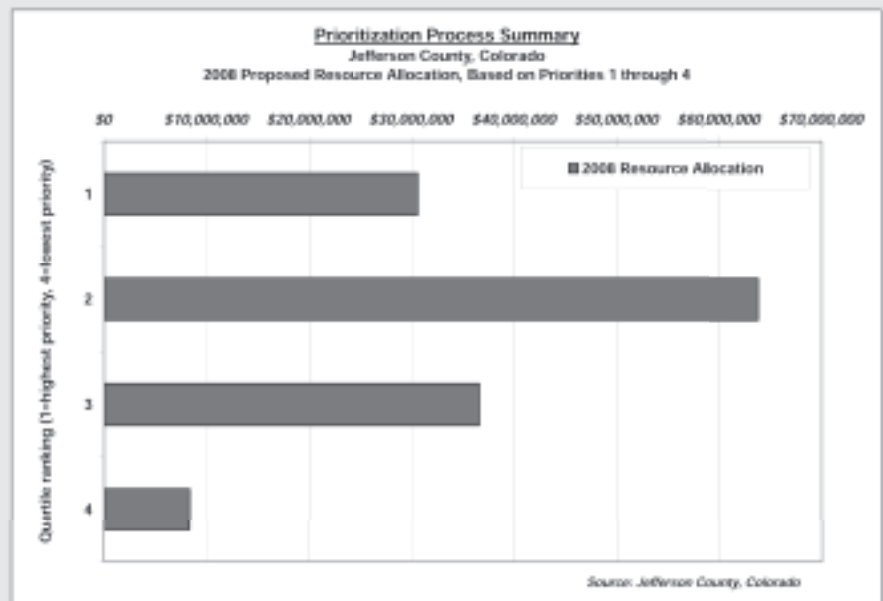 Prioritization Process Summary
Jefferson County, Colorado
2008 Proposed Resource Allocation, Based on Priorities 1 through 4
$0 $10,000,000 $20,000,000 $30,000,000 $40,000,000 $50,000,000 $60,000,000 $70,000,000
2008 Resource Allocation
Quartile ranking (1=highest priority, 4=lowest priority)
1
2
3
4
Source: Jefferson County, Colorado